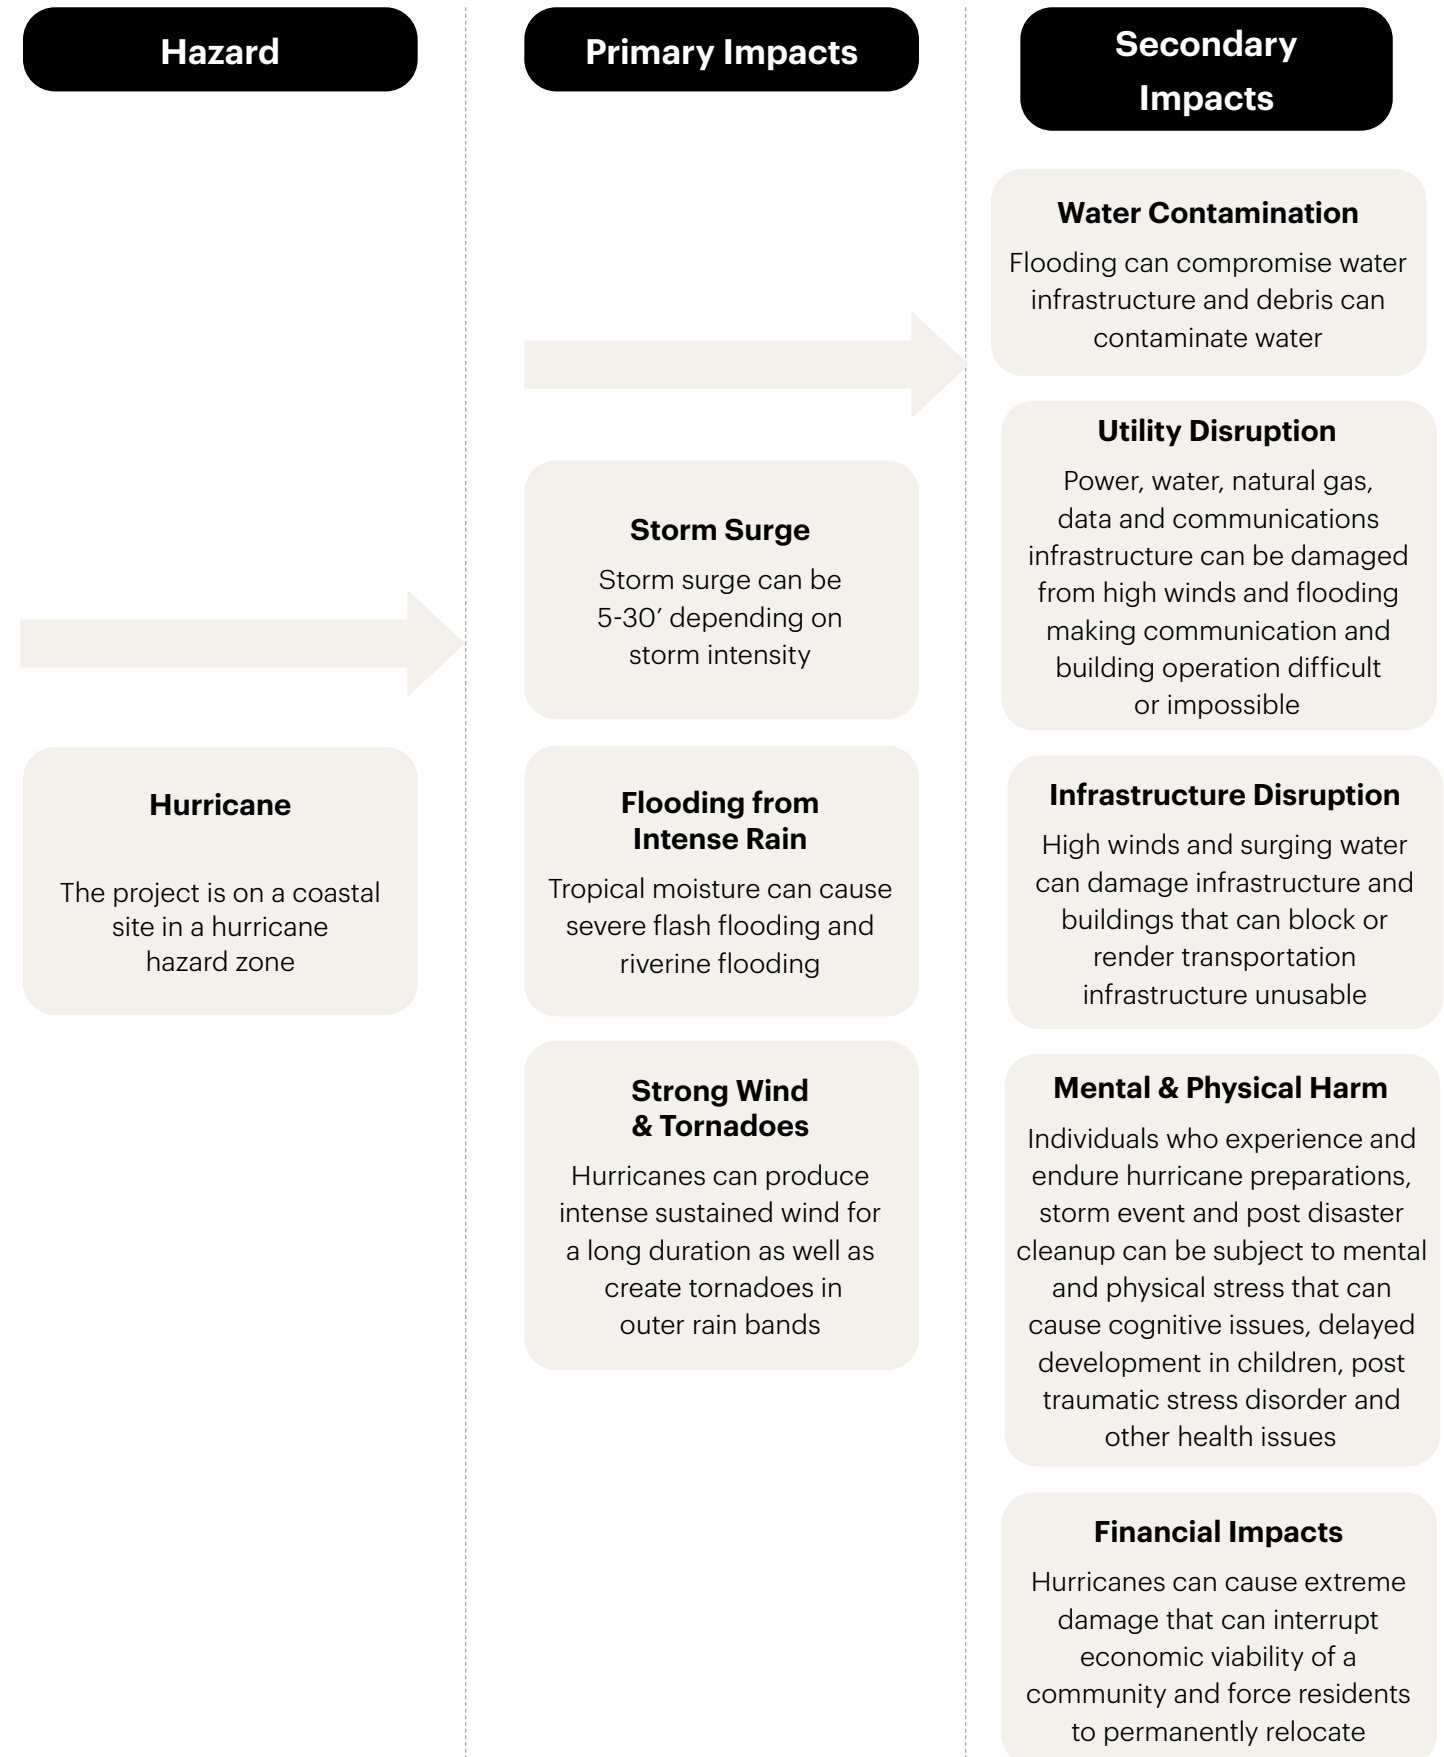 Hazard
Primary Impacts
Secondary
Impacts
Hurricane
The project is on a coastal
site in a hurricane
hazard zone
Storm Surge
Storm surge can be
5-30’ depending on
storm intensity
Flooding from
Intense Rain
Tropical moisture can cause
severe flash flooding and
riverine flooding
Strong Wind
& Tornadoes
Hurricanes can produce
intense sustained wind for
a long duration as well as
create tornadoes in
outer rain bands
Water Contamination
Flooding can compromise water
infrastructure and debris can
contaminate water
Utility Disruption
Power, water, natural gas,
data and communications
infrastructure can be damaged
from high winds and flooding
making communication and
building operation difficult
or impossible
Infrastructure Disruption
High winds and surging water
can damage infrastructure and
buildings that can block or
render transportation
infrastructure unusable
Mental & Physical Harm
Individuals who experience and
endure hurricane preparations,
storm event and post disaster
cleanup can be subject to mental
and physical stress that can
cause cognitive issues, delayed
development in children, post
traumatic stress disorder and
other health issues
Financial Impacts
Hurricanes can cause extreme
damage that can interrupt
economic viability of a
community and force residents
to permanently relocate